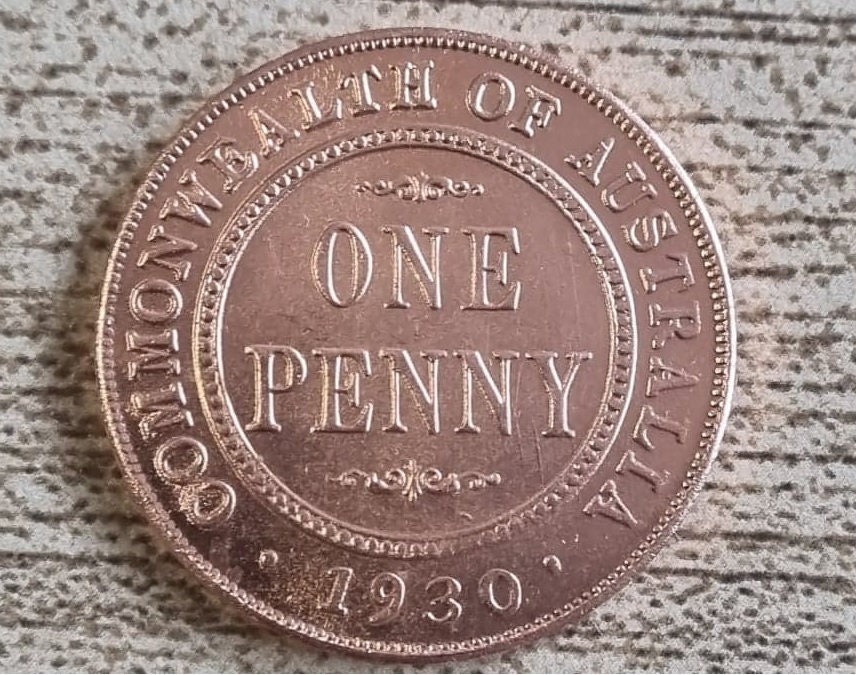 COMMONWEALTH OF AUSTRALIA
ONE
PENNY
1930